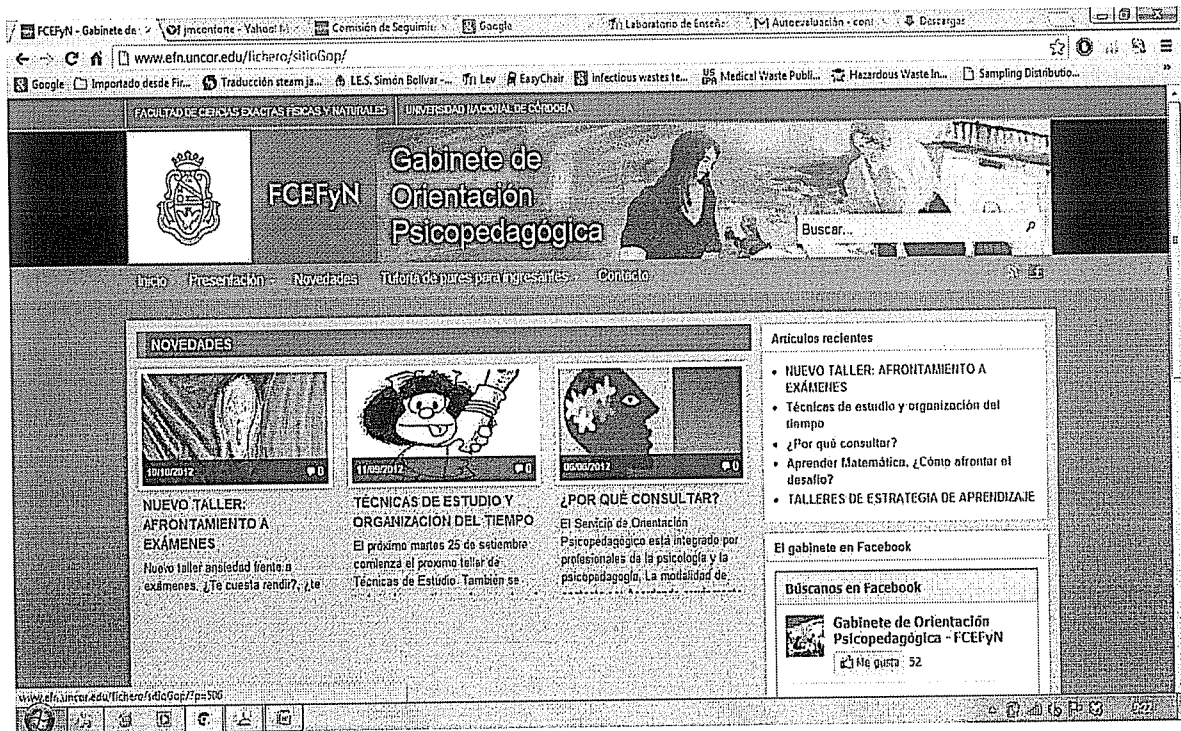 FCEFyN - Gabinete de
jmcontorte - Yahoo!
Comisión de Seguimie
Google
Laboratorio de Enseña
Autoevaluación - cont
Descargas
www.efn.uncor.edu/fichero/sitioGop/
Google Importado desde Fir... Traducción steam ja... I.E.S. Simón Bolívar -... Lev EasyChair infectious wastes te... Medical Waste Publi... Hazardous Waste In... Sampling Distributio...
FACULTAD DE CIENCIAS EXACTAS FÍSICAS Y NATURALES UNIVERSIDAD NACIONAL DE CÓRDOBA
FCEFyN
Gabinete de
Orientación
Psicopedagógica
Buscar...
Inicio Presentación Novedades Tutoría de pares para ingresantes Contacto
NOVEDADES
10/10/2012 0
NUEVO TALLER:
AFRONTAMIENTO A
EXÁMENES
Nuevo taller ansiedad frente a
exámenes. ¿Te cuesta rendir?, ¿te
11/09/2012 0
TÉCNICAS DE ESTUDIO Y
ORGANIZACIÓN DEL TIEMPO
El próximo martes 25 de setiembre
comienza el proximo taller de
Técnicas de Estudio. También se
06/06/2012 0
¿POR QUÉ CONSULTAR?
El Servicio de Orientación
Psicopedagógico está integrado por
profesionales de la psicología y la
psicopedagogía. La modalidad de
Artículos recientes
• NUEVO TALLER: AFRONTAMIENTO A
EXÁMENES
• Técnicas de estudio y organización del
tiempo
• ¿Por qué consultar?
• Aprender Matemática. ¿Cómo afrontar el
desafío?
• TALLERES DE ESTRATEGIA DE APRENDIZAJE
El gabinete en Facebook
Búscanos en Facebook
Gabinete de Orientación
Psicopedagógica - FCEFyN
Me gusta 52
www.efn.uncor.edu/fichero/sitioGop/?p=506